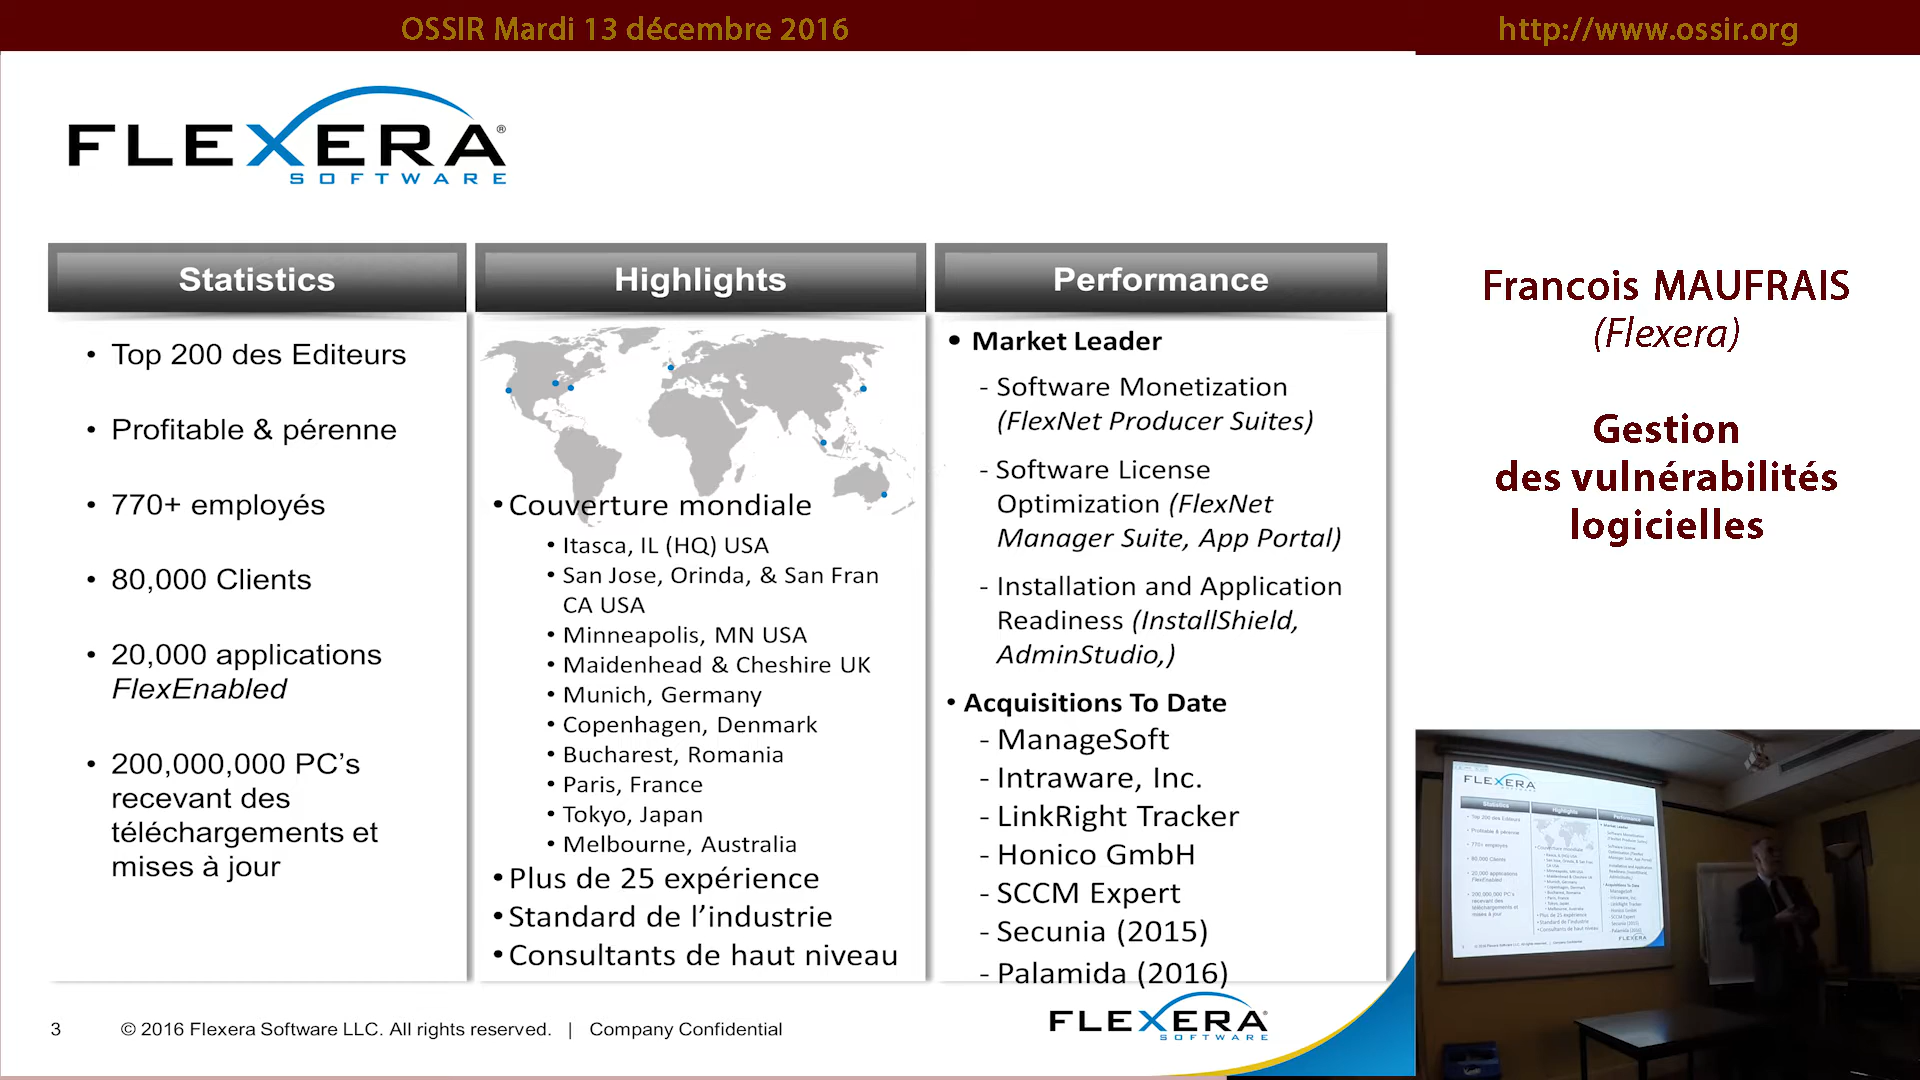 OSSIR Mardi 13 décembre 2016
http://www.ossir.org
FLEXERA®
SOFTWARE
Statistics
• Top 200 des Editeurs
• Profitable & pérenne
• 770+ employés
• 80,000 Clients
• 20,000 applications
FlexEnabled
• 200,000,000 PC’s
recevant des
téléchargements et
mises à jour
Highlights
• Couverture mondiale
• Itasca, IL (HQ) USA
• San Jose, Orinda, & San Fran
CA USA
• Minneapolis, MN USA
• Maidenhead & Cheshire UK
• Munich, Germany
• Copenhagen, Denmark
• Bucharest, Romania
• Paris, France
• Tokyo, Japan
• Melbourne, Australia
• Plus de 25 expérience
• Standard de l’industrie
• Consultants de haut niveau
Performance
• Market Leader
- Software Monetization
(FlexNet Producer Suites)
- Software License
Optimization (FlexNet
Manager Suite, App Portal)
- Installation and Application
Readiness (InstallShield,
AdminStudio,)
• Acquisitions To Date
- ManageSoft
- Intraware, Inc.
- LinkRight Tracker
- Honico GmbH
- SCCM Expert
- Secunia (2015)
- Palamida (2016)
3 © 2016 Flexera Software LLC. All rights reserved. | Company Confidential
FLEXERA®
SOFTWARE
Francois MAUFRAIS
(Flexera)
Gestion
des vulnérabilités
logicielles
FLEXERA
SOFTWARE
Statistics
Highlights
Performance